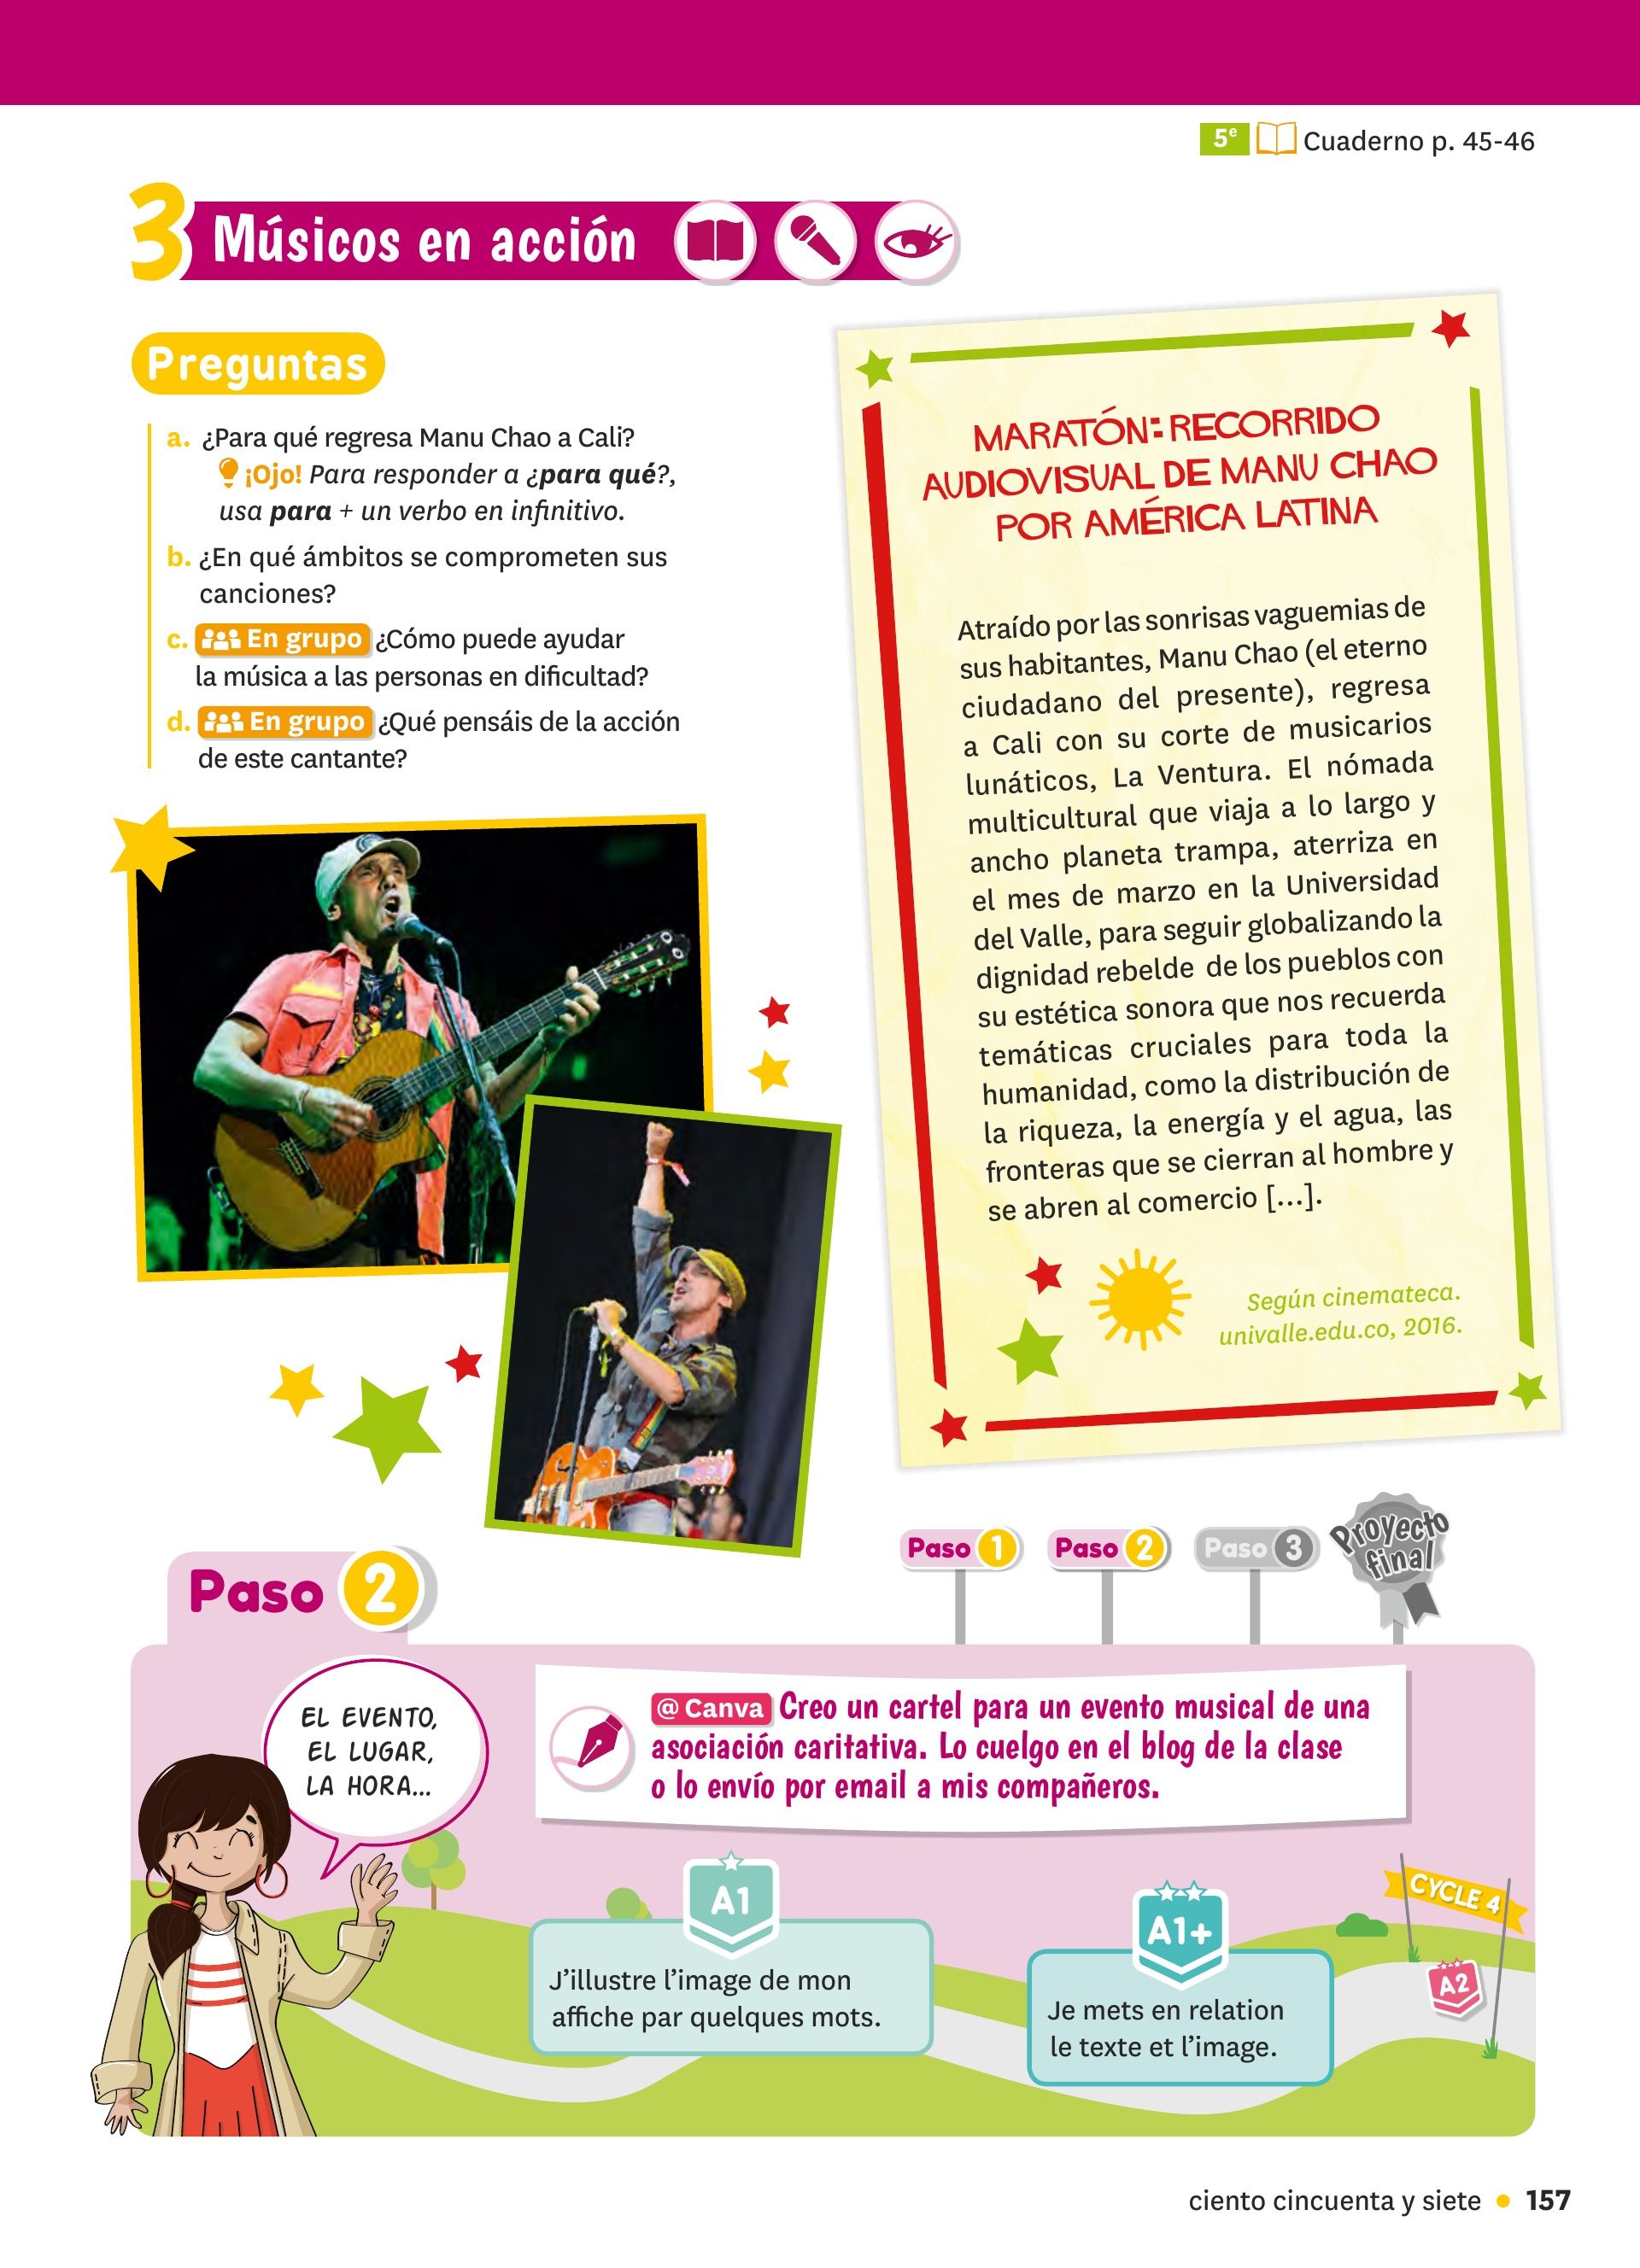 5e Cuaderno p. 45-46
3 Músicos en acción
Preguntas
a. ¿Para qué regresa Manu Chao a Cali?
¡Ojo! Para responder a ¿para qué?,
usa para + un verbo en infinitivo.
b. ¿En qué ámbitos se comprometen sus
canciones?
c. En grupo ¿Cómo puede ayudar
la música a las personas en dificultad?
d. En grupo ¿Qué pensáis de la acción
de este cantante?
MARATÓN: RECORRIDO
AUDIOVISUAL DE MANU CHAO
POR AMÉRICA LATINA
Atraído por las sonrisas vaguemias de
sus habitantes, Manu Chao (el eterno
ciudadano del presente), regresa
a Cali con su corte de musicarios
lunáticos, La Ventura. El nómada
multicultural que viaja a lo largo y
ancho planeta trampa, aterriza en
el mes de marzo en la Universidad
del Valle, para seguir globalizando la
dignidad rebelde de los pueblos con
su estética sonora que nos recuerda
temáticas cruciales para toda la
humanidad, como la distribución de
la riqueza, la energía y el agua, las
fronteras que se cierran al hombre y
se abren al comercio [...].
Según cinemateca.
univalle.edu.co, 2016.
Paso 1 Paso 2 Paso 3 Proyecto
final
Paso 2
EL EVENTO,
EL LUGAR,
LA HORA...
@ Canva Creo un cartel para un evento musical de una
asociación caritativa. Lo cuelgo en el blog de la clase
o lo envío por email a mis compañeros.
A1
J'illustre l'image de mon
affiche par quelques mots.
A1+
Je mets en relation
le texte et l'image.
CYCLE 4
A2
ciento cincuenta y siete • 157